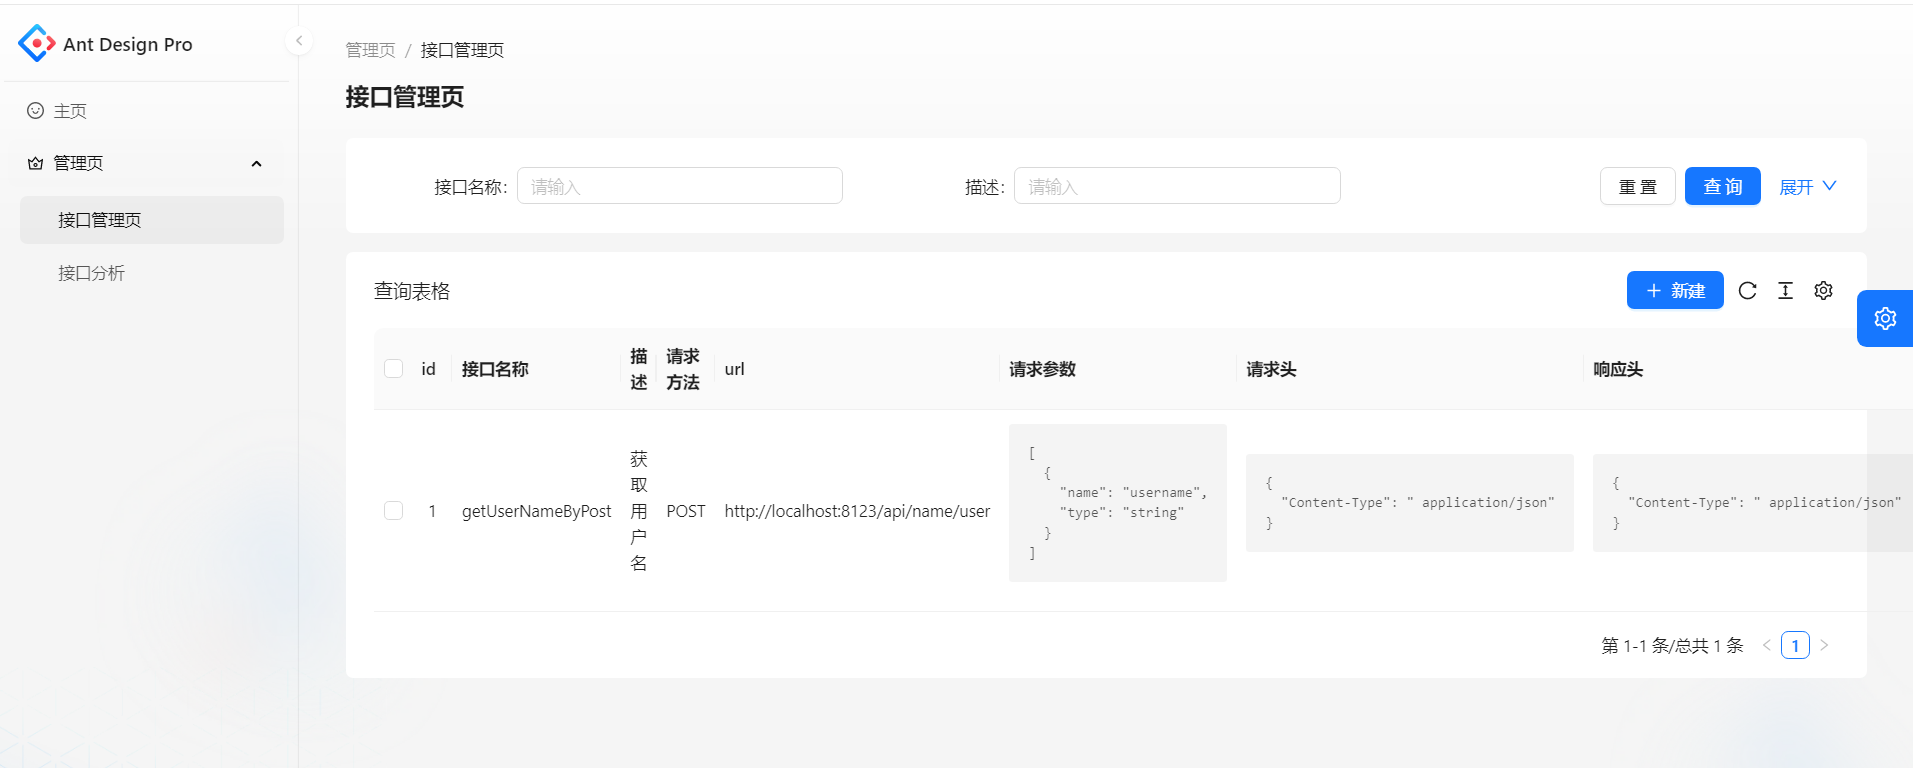 Ant Design Pro
主页
管理页
接口管理页
接口分析
管理页 / 接口管理页
接口管理页
接口名称: 请输入
描述: 请输入
重 置
查 询
展开
查询表格
新建
id
接口名称
描述
请求方法
url
请求参数
请求头
响应头
1
getUserNameByPost
获取用户名
POST
http://localhost:8123/api/name/user
[
{
"name": "username",
"type": "string"
}
]
{
"Content-Type": " application/json"
}
{
"Content-Type": " application/json"
}
第 1-1 条/总共 1 条
1